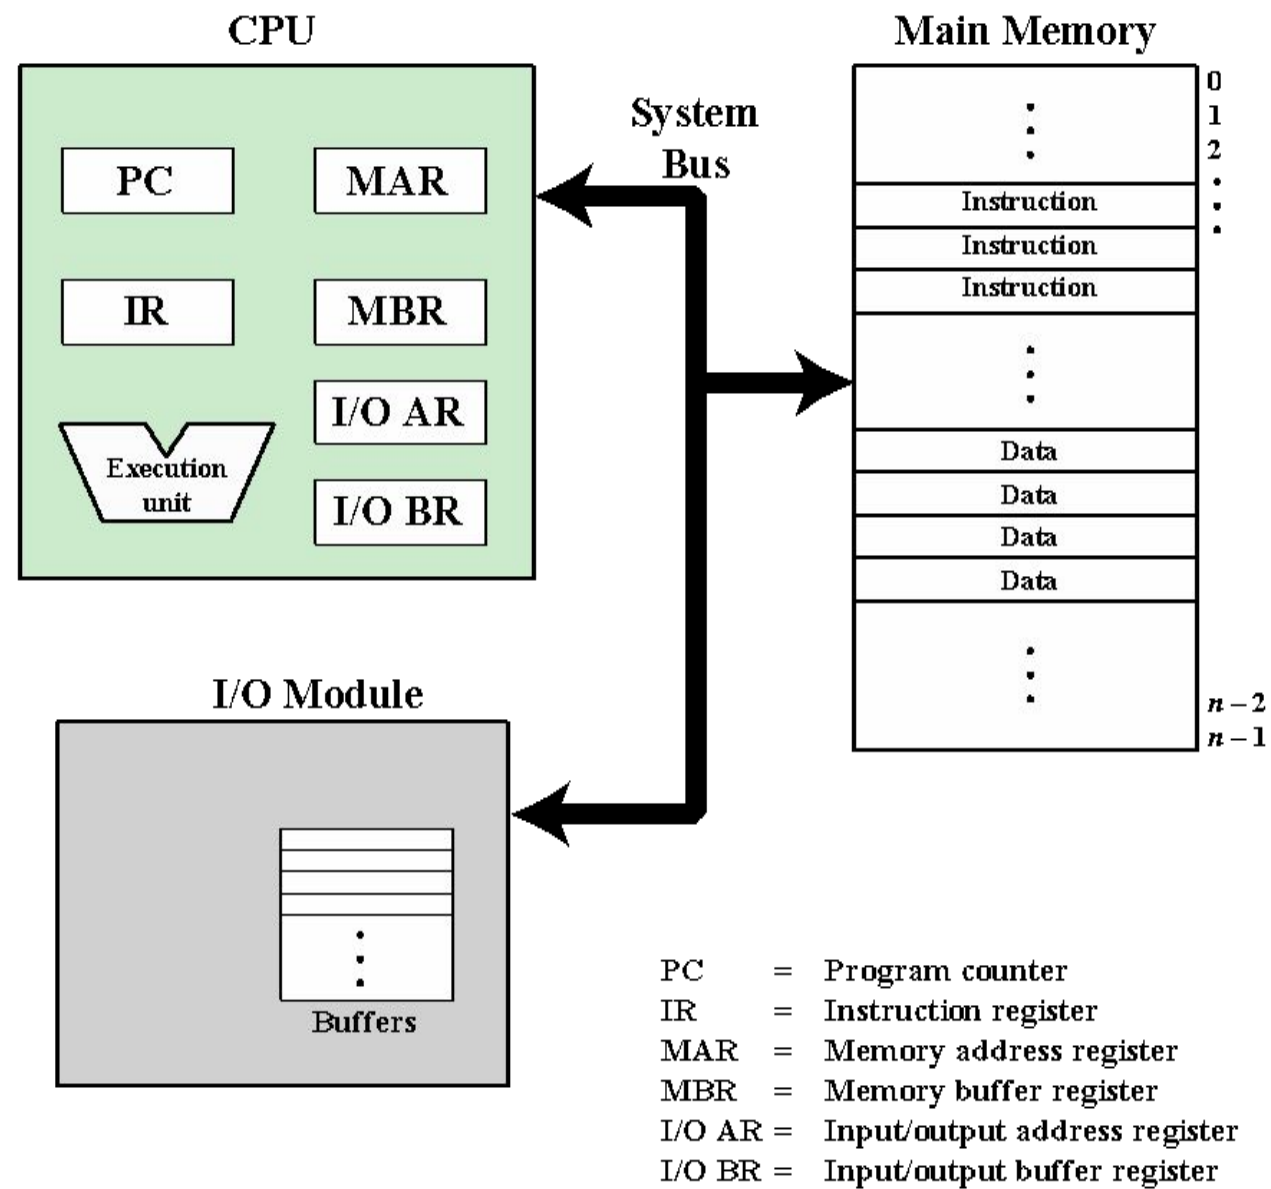 CPU
Main Memory
System
Bus
PC
MAR
IR
MBR
I/O AR
I/O BR
Execution
unit
0
1
2
Instruction
Instruction
Instruction
Data
Data
Data
Data
n – 2
n – 1
I/O Module
Buffers
PC = Program counter
IR = Instruction register
MAR = Memory address register
MBR = Memory buffer register
I/O AR = Input/output address register
I/O BR = Input/output buffer register